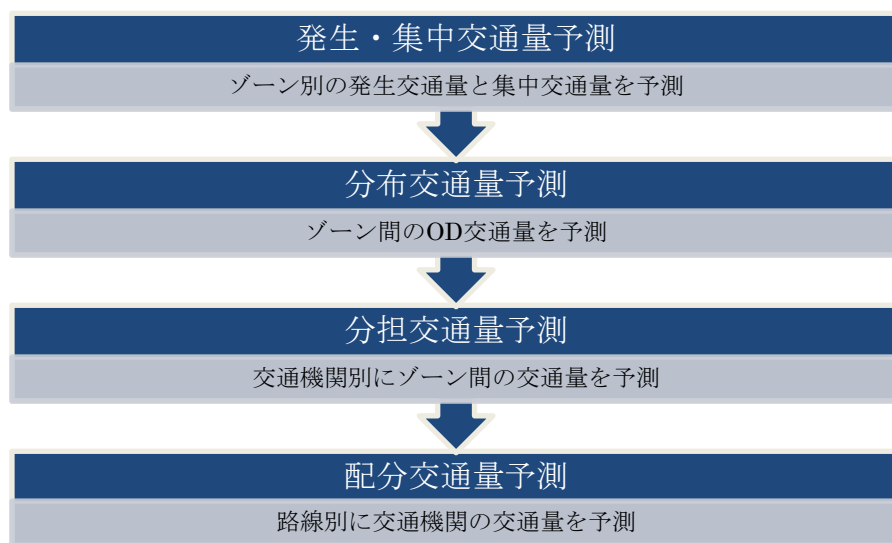 発生・集中交通量予測
ゾーン別の発生交通量と集中交通量を予測
分布交通量予測
ゾーン間のOD交通量を予測
分担交通量予測
交通機関別にゾーン間の交通量を予測
配分交通量予測
路線別に交通機関の交通量を予測